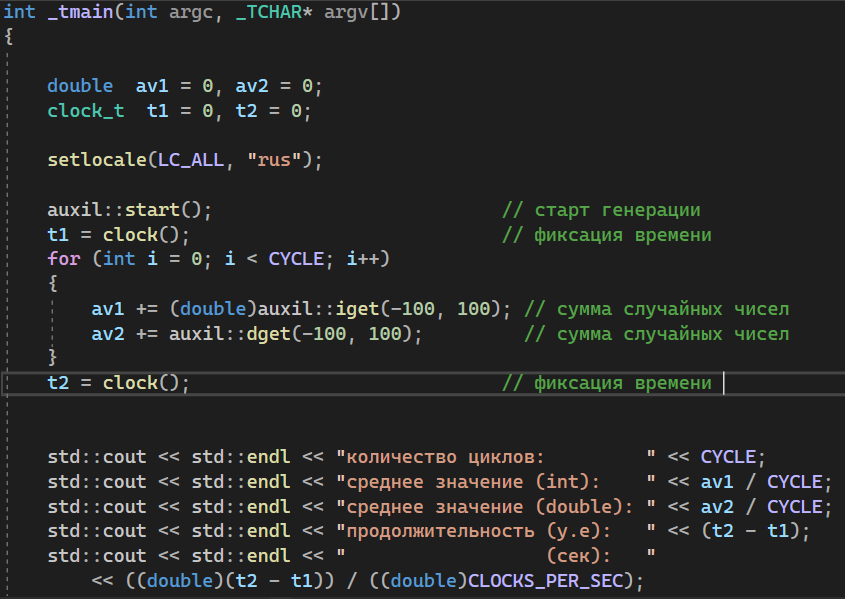 int _tmain(int argc, _TCHAR* argv[])
{
double  av1 = 0, av2 = 0;
clock_t  t1 = 0, t2 = 0;
setlocale(LC_ALL, "rus");
auxil::start();                          // старт генерации
t1 = clock();                            // фиксация времени
for (int i = 0; i < CYCLE; i++)
{
av1 += (double)auxil::iget(-100, 100); // сумма случайных чисел
av2 += auxil::dget(-100, 100);         // сумма случайных чисел
}
t2 = clock();                            // фиксация времени
std::cout << std::endl << "количество циклов:         " << CYCLE;
std::cout << std::endl << "среднее значение (int):    " << av1 / CYCLE;
std::cout << std::endl << "среднее значение (double): " << av2 / CYCLE;
std::cout << std::endl << "продолжительность (у.е):   " << (t2 - t1);
std::cout << std::endl << "                  (сек):   "
<< ((double)(t2 - t1)) / ((double)CLOCKS_PER_SEC);